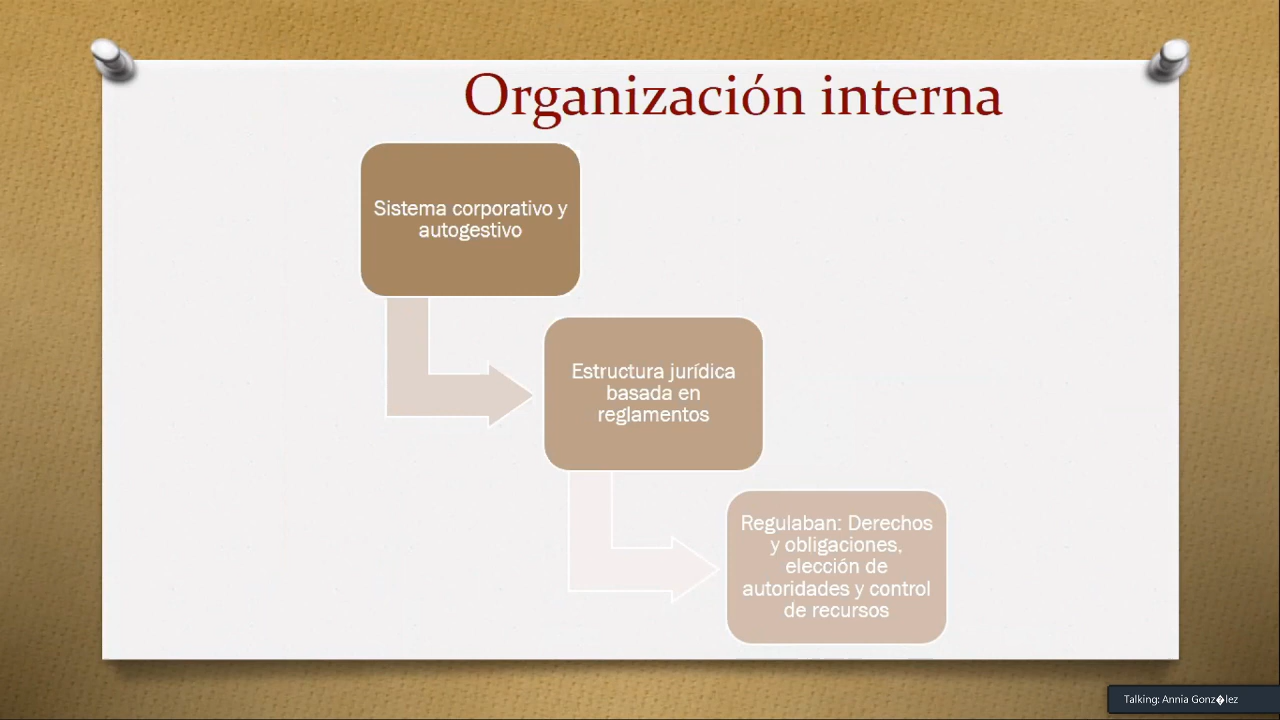 Organización interna
Sistema corporativo y
autogestivo
Estructura jurídica
basada en
reglamentos
Regulaban: Derechos
y obligaciones,
elección de
autoridades y control
de recursos
Talking: Annia Gonz�lez